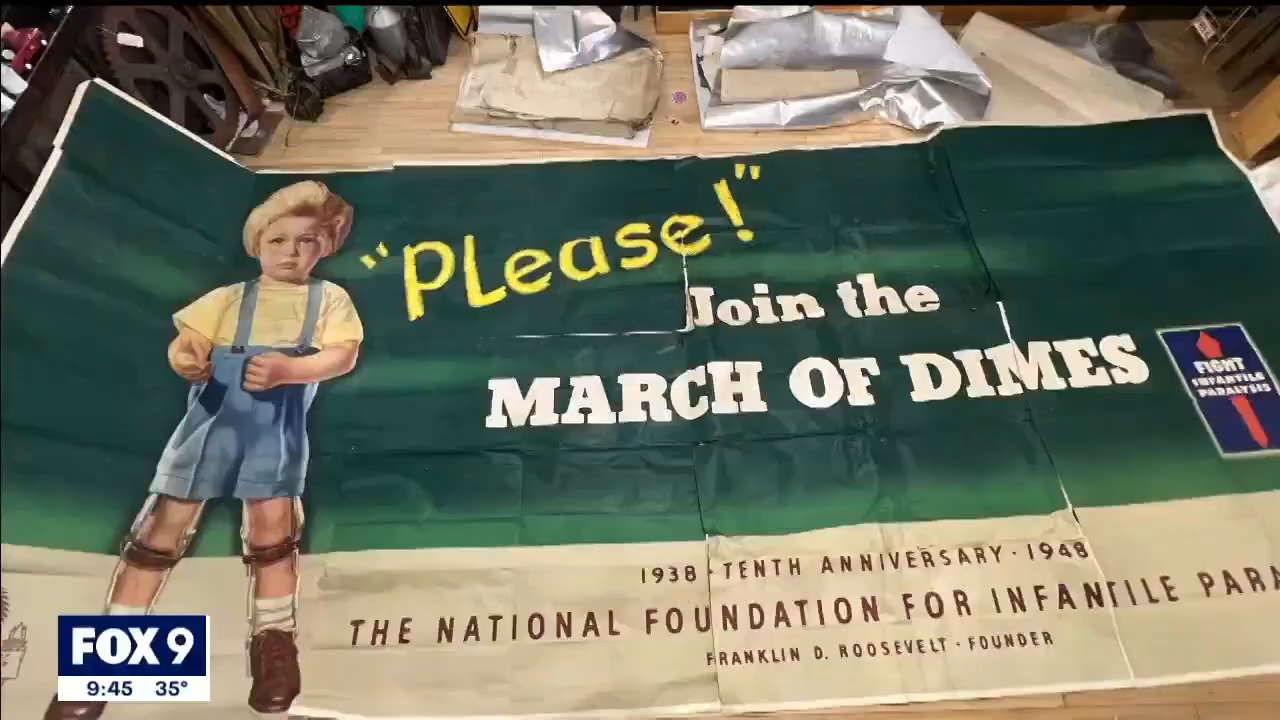 "PLease!"
Join the
MARCH OF DIMES
FIGHT
INFANTILE
PARALYSIS
1938 · TENTH ANNIVERSARY · 1948
THE NATIONAL FOUNDATION FOR INFANTILE PARA
FRANKLIN D. ROOSEVELT · FOUNDER
FOX 9
9:45 35°